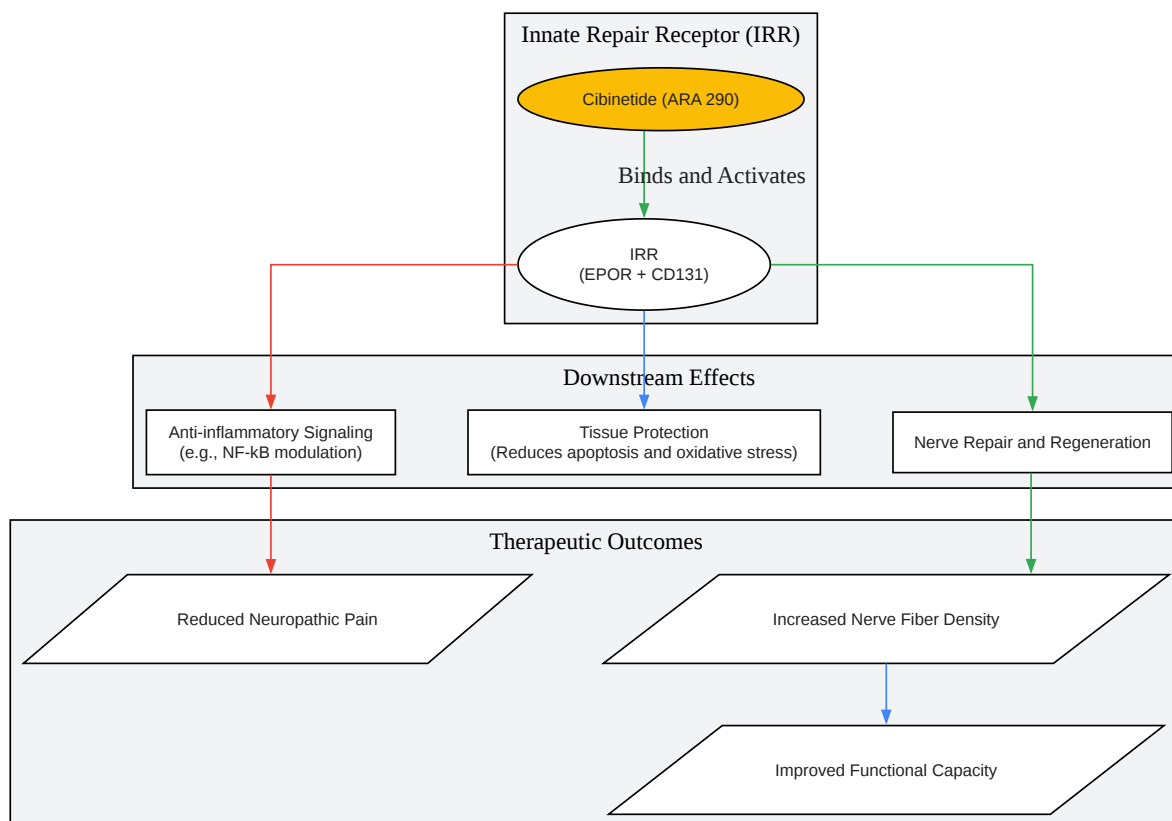 Innate Repair Receptor (IRR)
Cibinetide (ARA 290)
Binds and Activates
IRR
(EPOR + CD131)
Downstream Effects
Anti-inflammatory Signaling
(e.g., NF-kB modulation)
Tissue Protection
(Reduces apoptosis and oxidative stress)
Nerve Repair and Regeneration
Therapeutic Outcomes
Reduced Neuropathic Pain
Increased Nerve Fiber Density
Improved Functional Capacity